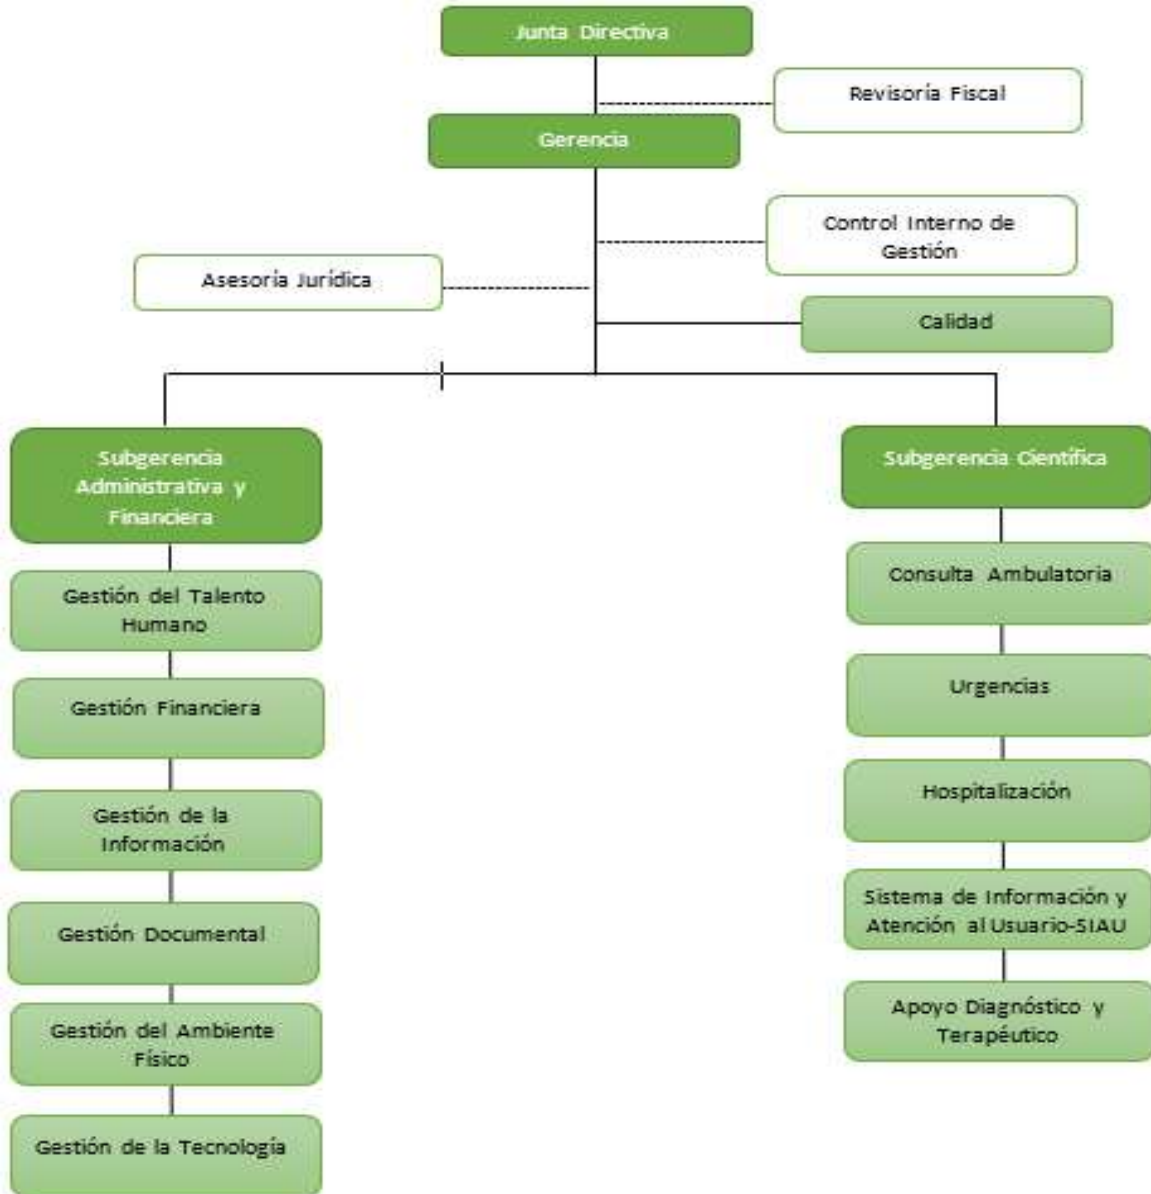 Junta Directiva
Revisoría Fiscal
Gerencia
Control Interno de
Gestión
Asesoría Jurídica
Calidad
Subgerencia
Administrativa y
Financiera
Gestión del Talento
Humano
Gestión Financiera
Gestión de la
Información
Gestión Documental
Gestión del Ambiente
Físico
Gestión de la Tecnología
Subgerencia Científica
Consulta Ambulatoria
Urgencias
Hospitalización
Sistema de Información y
Atención al Usuario-SIAU
Apoyo Diagnóstico y
Terapéutico